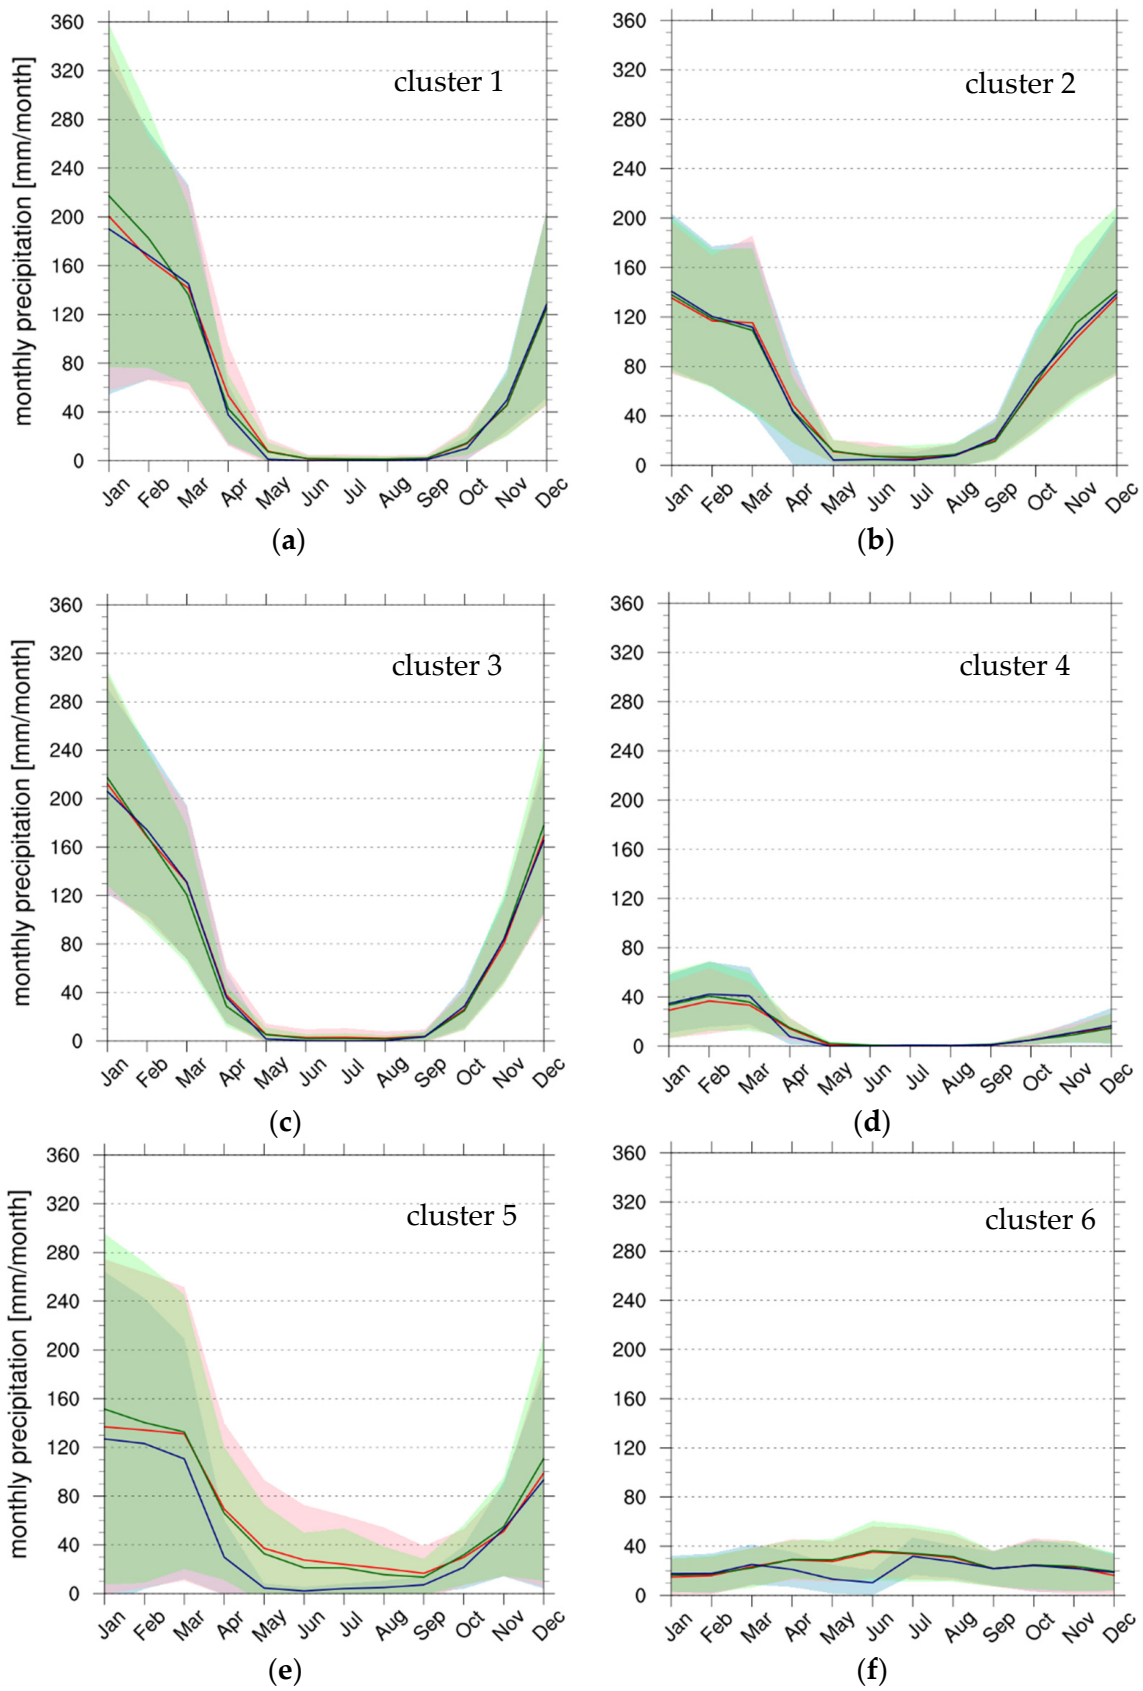 monthly precipitation [mm/month]
360
320
280
240
200
160
120
80
40
0
cluster 1
Jan Feb Mar Apr May Jun Jul Aug Sep Oct Nov Dec
(a)
360
320
280
240
200
160
120
80
40
0
cluster 2
Jan Feb Mar Apr May Jun Jul Aug Sep Oct Nov Dec
(b)
monthly precipitation [mm/month]
360
320
280
240
200
160
120
80
40
0
cluster 3
Jan Feb Mar Apr May Jun Jul Aug Sep Oct Nov Dec
(c)
360
320
280
240
200
160
120
80
40
0
cluster 4
Jan Feb Mar Apr May Jun Jul Aug Sep Oct Nov Dec
(d)
monthly precipitation [mm/month]
360
320
280
240
200
160
120
80
40
0
cluster 5
Jan Feb Mar Apr May Jun Jul Aug Sep Oct Nov Dec
(e)
360
320
280
240
200
160
120
80
40
0
cluster 6
Jan Feb Mar Apr May Jun Jul Aug Sep Oct Nov Dec
(f)